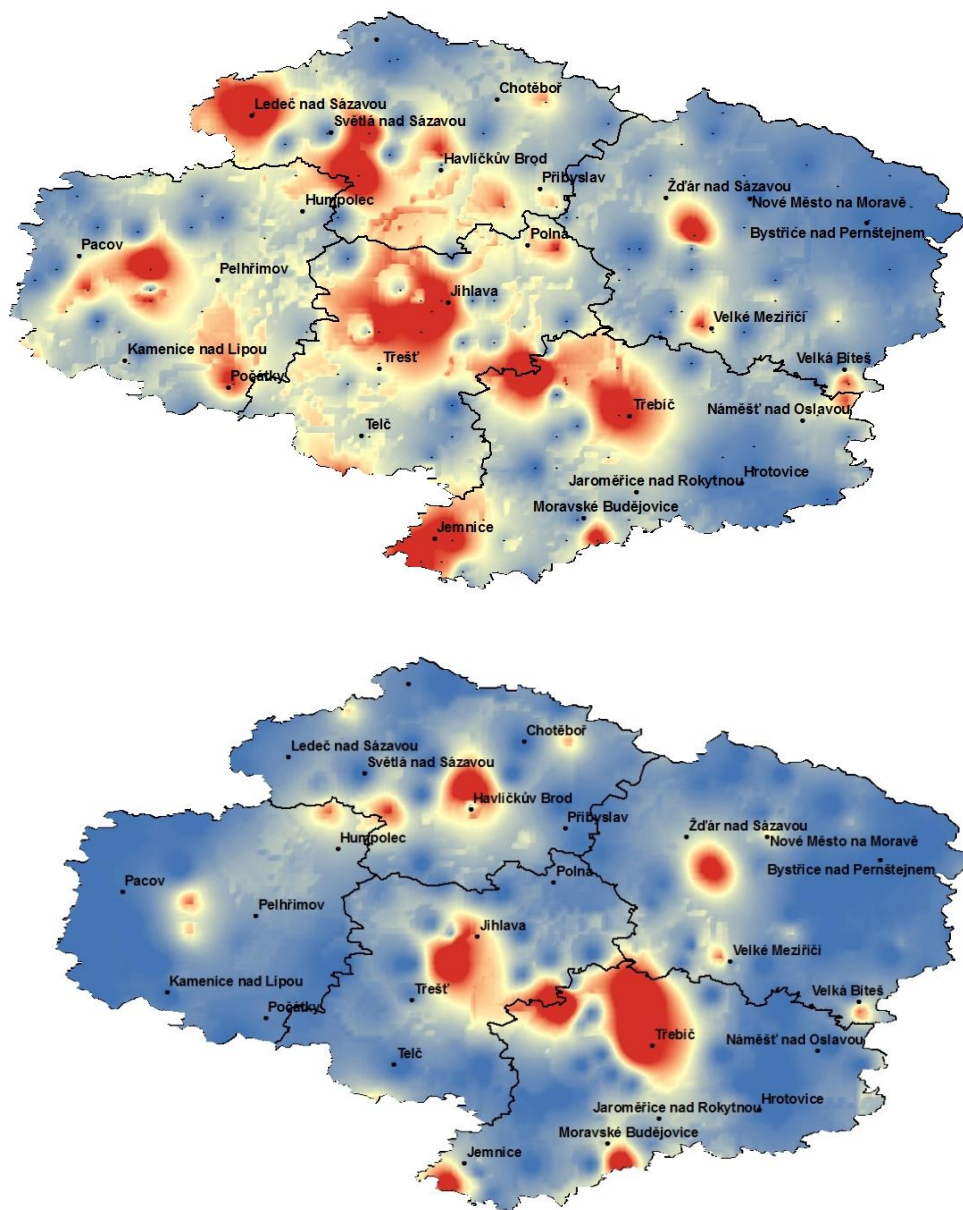 Chotěboř
Ledeč nad Sázavou
Světlá nad Sázavou
Havlíčkův Brod
Přibyslav
Žďár nad Sázavou
Nové Město na Moravě
Humpolec
Bystřice nad Pernštejnem
Polná
Pacov
Pelhřimov
Jihlava
Velké Meziříčí
Kamenice nad Lipou
Třešť
Velká Bíteš
Počátky
Třebíč
Náměšť nad Oslavou
Telč
Hrotovice
Jaroměřice nad Rokytnou
Moravské Budějovice
Jemnice
Chotěboř
Ledeč nad Sázavou
Světlá nad Sázavou
Havlíčkův Brod
Přibyslav
Žďár nad Sázavou
Nové Město na Moravě
Humpolec
Bystřice nad Pernštejnem
Polná
Pacov
Pelhřimov
Jihlava
Velké Meziříčí
Kamenice nad Lipou
Třešť
Velká Bíteš
Počátky
Třebíč
Náměšť nad Oslavou
Telč
Hrotovice
Jaroměřice nad Rokytnou
Moravské Budějovice
Jemnice